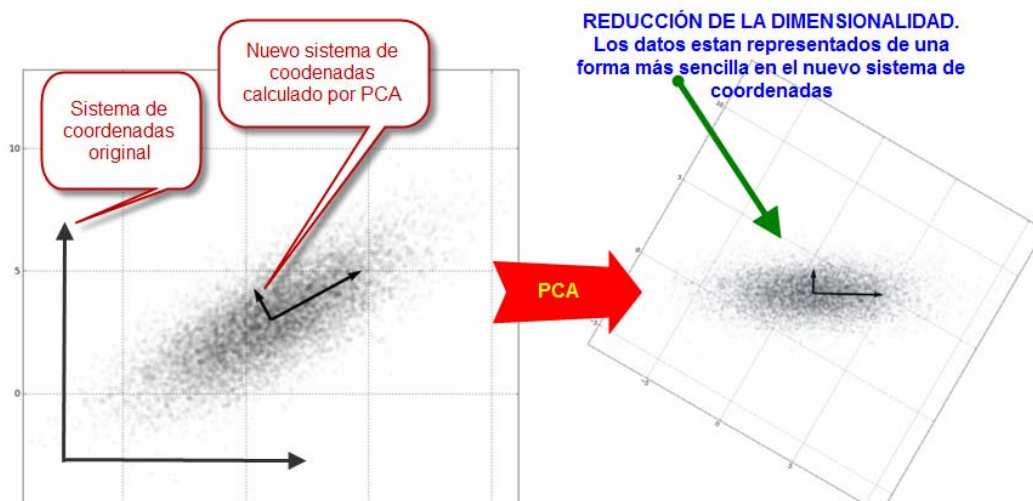 REDUCCIÓN DE LA DIMENSIONALIDAD.
Los datos estan representados de una
forma más sencilla en el nuevo sistema de
coordenadas
Nuevo sistema de
coodenadas
calculado por PCA
Sistema de
coordenadas
original
10
5
0
PCA